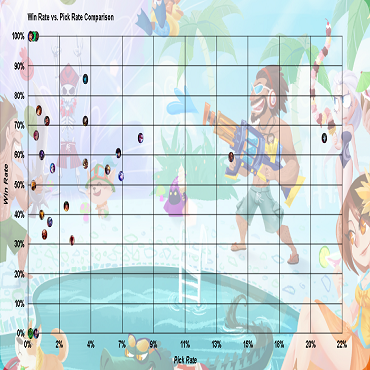 Win Rate vs. Pick Rate Comparison
100%
90%
80%
70%
60%
50%
40%
30%
20%
10%
0%
Win Rate
0% 2% 4% 7% 9% 11% 13% 15% 18% 20% 22%
Pick Rate